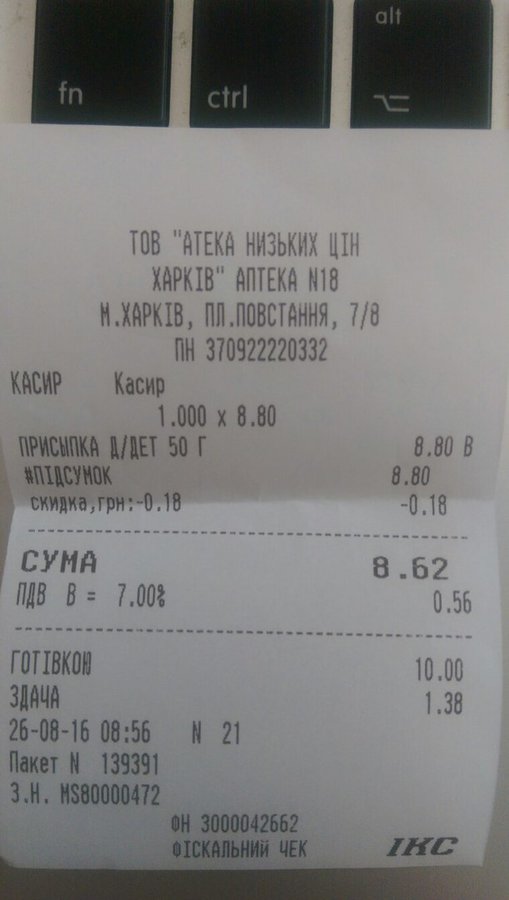 fn
ctrl
alt
ТОВ "АТЕКА НИЗЬКИХ ЦІН
ХАРКІВ" АПТЕКА N18
М.ХАРКІВ, ПЛ.ПОВСТАННЯ, 7/8
ПН 370922220332
КАСИР Касир
1.000 x 8.80
ПРИСЫПКА Д/ДЕТ 50 Г 8.80 В
#ПІДСУМОК 8.80
скидка,грн:-0.18 -0.18
СУМА 8.62
ПДВ В = 7.00% 0.56
ГОТІВКОЮ 10.00
ЗДАЧА 1.38
26-08-16 08:56 N 21
Пакет N 139391
З.Н. MS80000472
ФН 3000042662
ФІСКАЛЬНИЙ ЧЕК ІКС